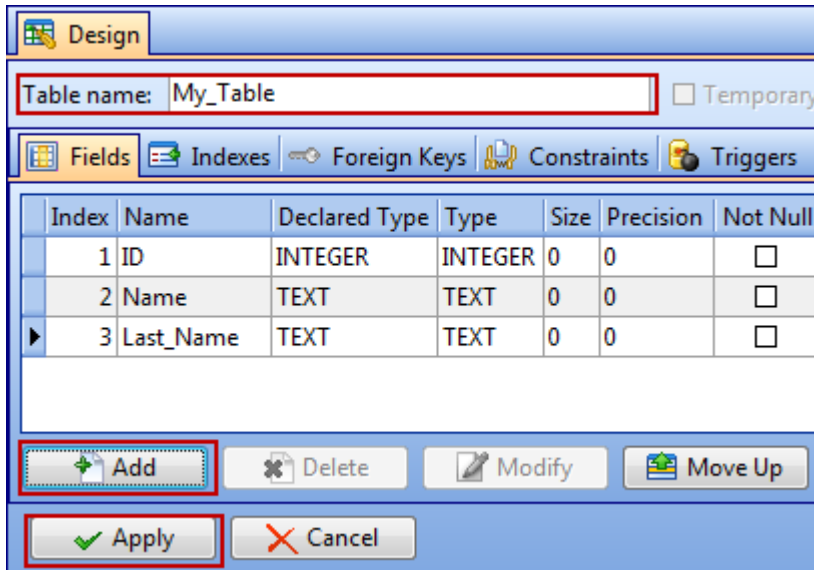 Design
Table name: My_Table Temporary
Fields Indexes Foreign Keys Constraints Triggers
Index Name Declared Type Type Size Precision Not Null
1 ID INTEGER INTEGER 0 0
2 Name TEXT TEXT 0 0
3 Last_Name TEXT TEXT 0 0
Add Delete Modify Move Up
Apply Cancel